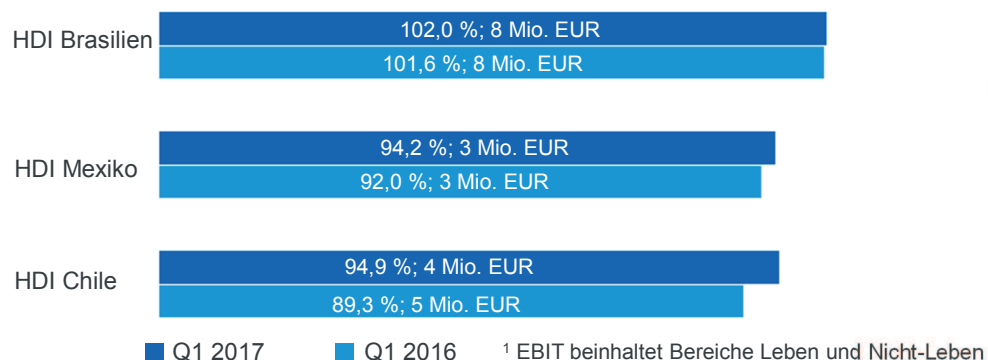 HDI Brasilien
102,0 %; 8 Mio. EUR
101,6 %; 8 Mio. EUR
HDI Mexiko
94,2 %; 3 Mio. EUR
92,0 %; 3 Mio. EUR
HDI Chile
94,9 %; 4 Mio. EUR
89,3 %; 5 Mio. EUR
Q1 2017 Q1 2016 ¹ EBIT beinhaltet Bereiche Leben und Nicht-Leben